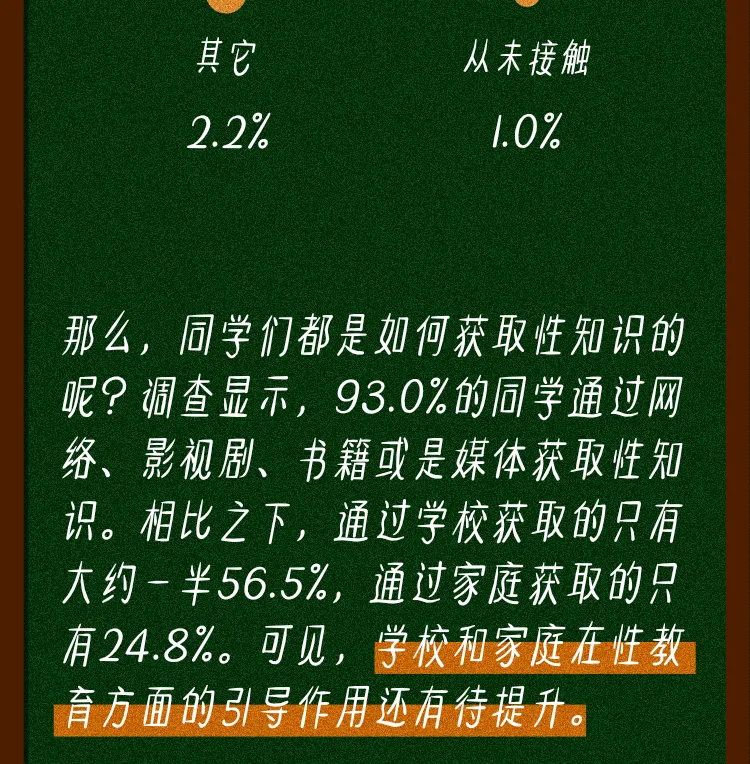 其它 从未接触
2.2% 1.0%
那么，同学们都是如何获取性知识的
呢？调查显示，93.0%的同学通过网
络、影视剧、书籍或是媒体获取性知
识。相比之下，通过学校获取的只有
大约一半56.5%，通过家庭获取的只
有24.8%。可见，学校和家庭在性教
育方面的引导作用还有待提升。